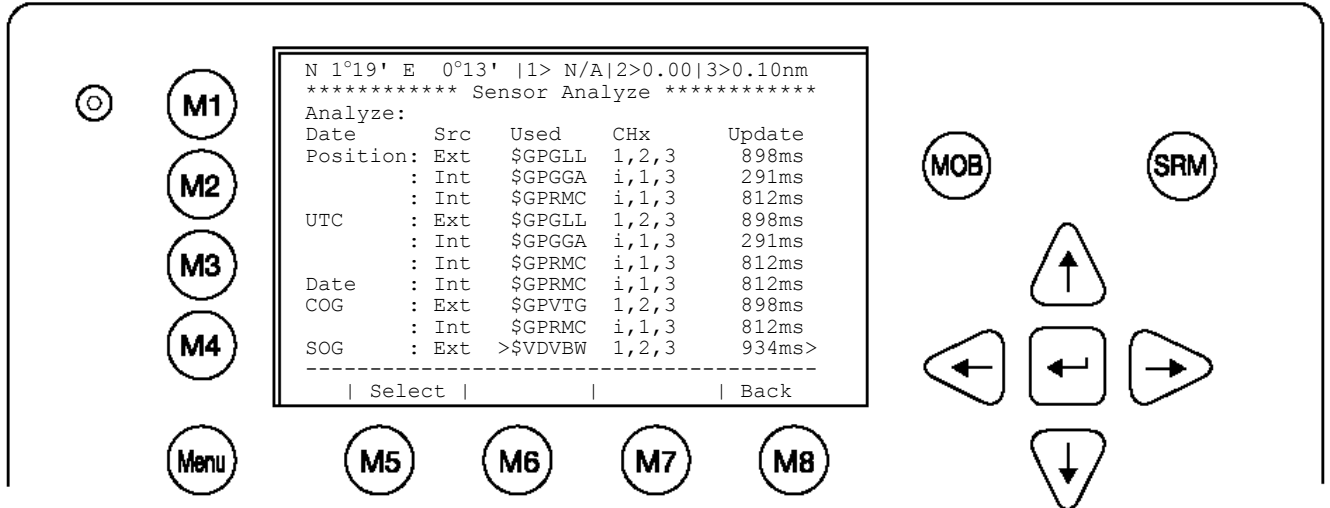 N 1°19' E  0°13' |1> N/A|2>0.00|3>0.10nm
************ Sensor Analyze ************
Analyze:
Date Src Used CHx Update
Position: Ext $GPGLL 1,2,3 898ms
: Int $GPGGA i,1,3 291ms
: Int $GPRMC i,1,3 812ms
UTC : Ext $GPGLL 1,2,3 898ms
: Int $GPGGA i,1,3 291ms
: Int $GPRMC i,1,3 812ms
Date : Int $GPRMC i,1,3 812ms
COG : Ext $GPVTG 1,2,3 898ms
: Int $GPRMC i,1,3 812ms
SOG : Ext >$VDVBW 1,2,3 934ms>
----------------------------------------
| Select | | | Back
M1
M2
M3
M4
MOB
SRM
Menu
M5
M6
M7
M8